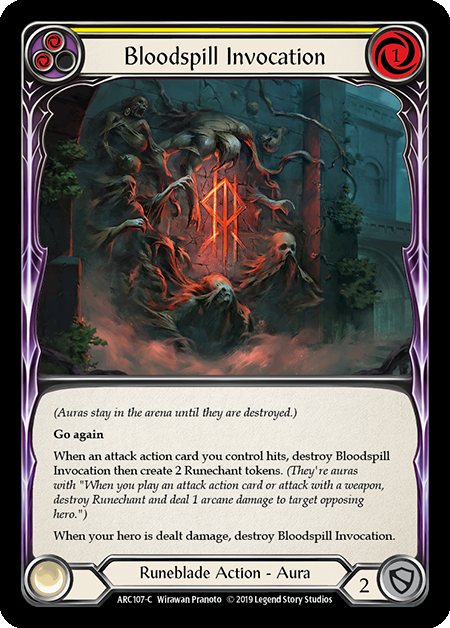 Bloodspill Invocation
1
(Auras stay in the arena until they are destroyed.)
Go again
When an attack action card you control hits, destroy Bloodspill
Invocation then create 2 Runechant tokens. (They're auras
with "When you play an attack action card or attack with a weapon,
destroy Runechant and deal 1 arcane damage to target opposing
hero.")
When your hero is dealt damage, destroy Bloodspill Invocation.
Runeblade Action - Aura
2
ARC107-C Wirawan Pranoto © 2019 Legend Story Studios